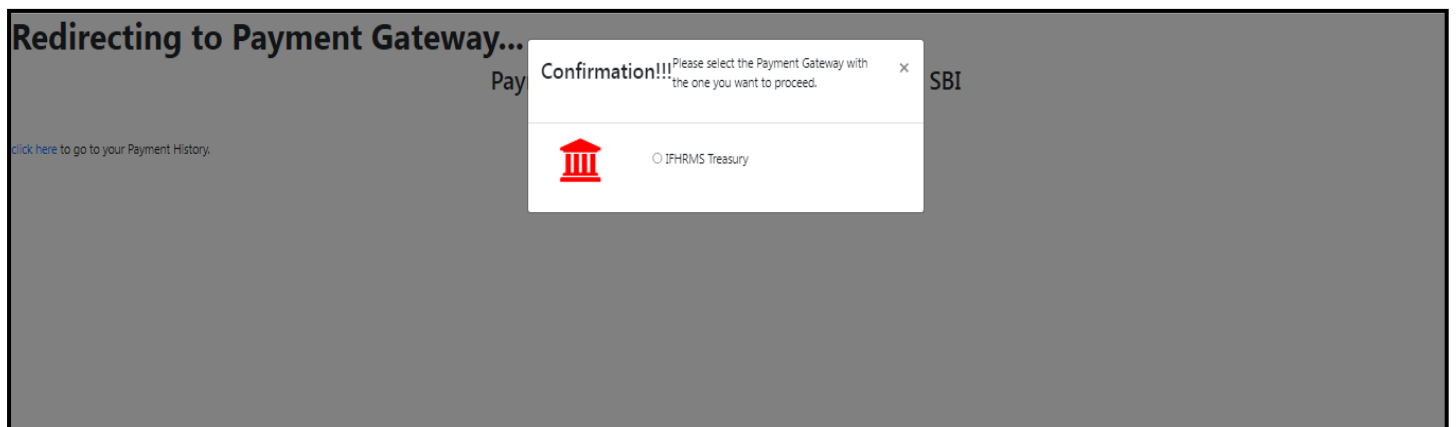 Redirecting to Payment Gateway...
SBI
Confirmation!!!
Please select the Payment Gateway with
the one you want to proceed.
×
click here to go to your Payment History.
IFHRMS Treasury